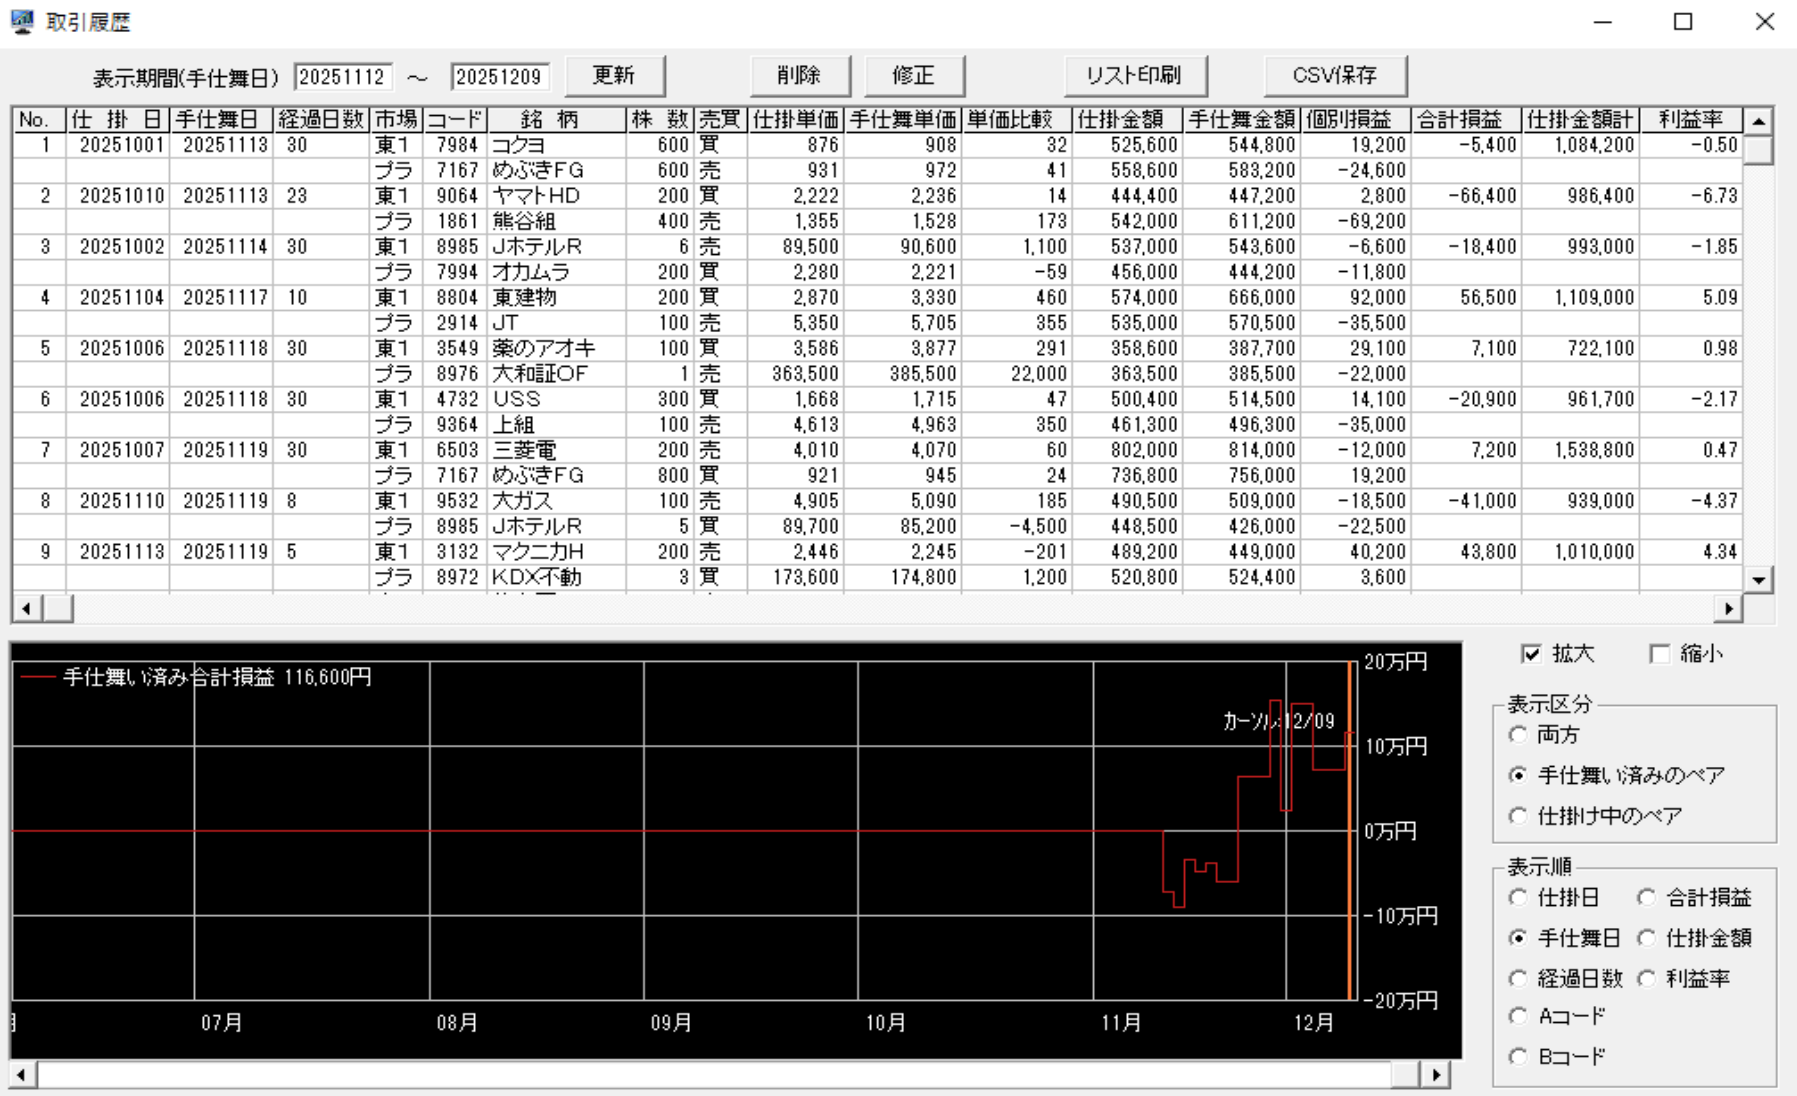 取引履歴
表示期間(手仕舞日) 20251112 ～ 20251209 更新 削除 修正 リスト印刷 CSV保存
No. 仕掛日 手仕舞日 経過日数 市場 コード 銘柄 株数 売買 仕掛単価 手仕舞単価 単価比較 仕掛金額 手仕舞金額 個別損益 合計損益 仕掛金額計 利益率
1 20251001 20251113 30 東1 7984 コクヨ 600 買 876 908 32 525,600 544,800 19,200 -5,400 1,084,200 -0.50
プラ 7167 めぶきFG 600 売 931 972 41 558,600 583,200 -24,600
2 20251010 20251113 23 東1 9064 ヤマトHD 200 買 2,222 2,236 14 444,400 447,200 2,800 -66,400 986,400 -6.73
プラ 1861 熊谷組 400 売 1,355 1,528 173 542,000 611,200 -69,200
3 20251002 20251114 30 東1 8985 JホテルR 6 売 89,500 90,600 1,100 537,000 543,600 -6,600 -18,400 993,000 -1.85
プラ 7994 オカムラ 200 買 2,280 2,221 -59 456,000 444,200 -11,800
4 20251104 20251117 10 東1 8804 東建物 200 買 2,870 3,330 460 574,000 666,000 92,000 56,500 1,109,000 5.09
プラ 2914 JT 100 売 5,350 5,705 355 535,000 570,500 -35,500
5 20251006 20251118 30 東1 3549 薬のアオキ 100 買 3,586 3,877 291 358,600 387,700 29,100 7,100 722,100 0.98
プラ 8976 大和証OF 1 売 363,500 385,500 22,000 363,500 385,500 -22,000
6 20251006 20251118 30 東1 4732 USS 300 買 1,668 1,715 47 500,400 514,500 14,100 -20,900 961,700 -2.17
プラ 9364 上組 100 売 4,613 4,963 350 461,300 496,300 -35,000
7 20251007 20251119 30 東1 6503 三菱電 200 売 4,010 4,070 60 802,000 814,000 -12,000 7,200 1,538,800 0.47
プラ 7167 めぶきFG 800 買 921 945 24 736,800 756,000 19,200
8 20251110 20251119 8 東1 9532 大ガス 100 売 4,905 5,090 185 490,500 509,000 -18,500 -41,000 939,000 -4.37
プラ 8985 JホテルR 5 買 89,700 85,200 -4,500 448,500 426,000 -22,500
9 20251113 20251119 5 東1 3132 マクニカH 200 売 2,446 2,245 -201 489,200 449,000 40,200 43,800 1,010,000 4.34
プラ 8972 KDX不動 3 買 173,600 174,800 1,200 520,800 524,400 3,600
手仕舞い済み合計損益 116,600円
カーソル:12/09
20万円
10万円
0万円
-10万円
-20万円
07月 08月 09月 10月 11月 12月
拡大 縮小
表示区分
両方
手仕舞い済みのペア
仕掛け中のペア
表示順
仕掛日 合計損益
手仕舞日 仕掛金額
経過日数 利益率
Aコード
Bコード